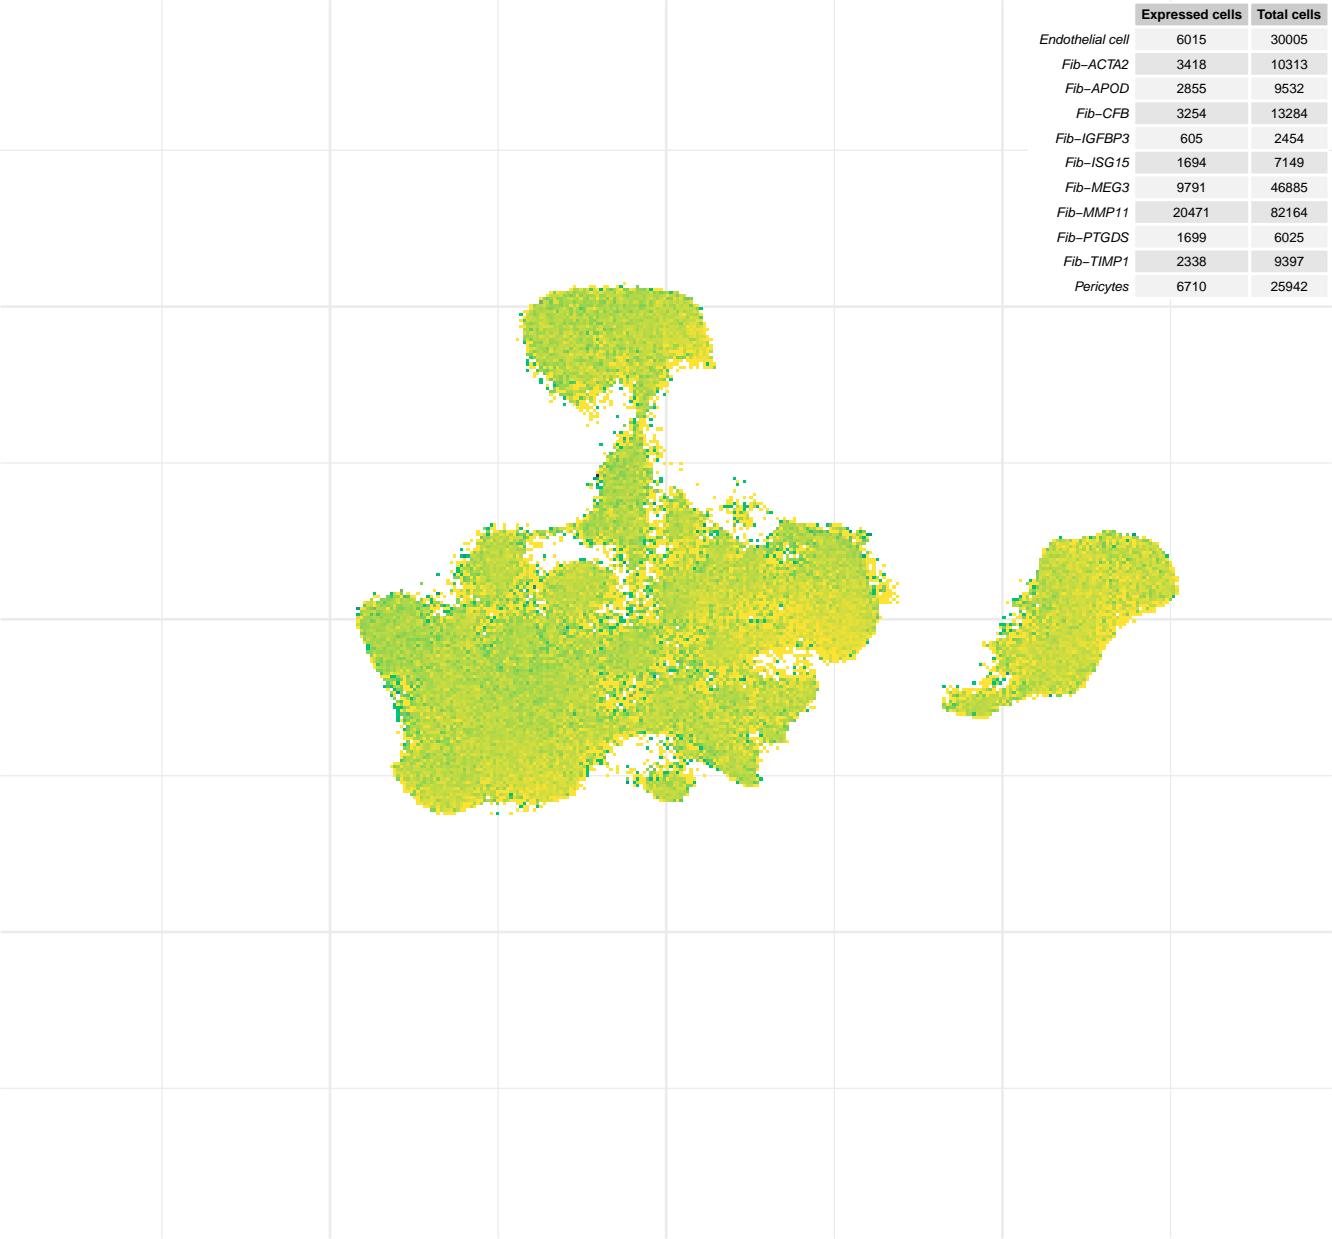 Expressed cells Total cells
Endothelial cell 6015 30005
Fib–ACTA2 3418 10313
Fib–APOD 2855 9532
Fib–CFB 3254 13284
Fib–IGFBP3 605 2454
Fib–ISG15 1694 7149
Fib–MEG3 9791 46885
Fib–MMP11 20471 82164
Fib–PTGDS 1699 6025
Fib–TIMP1 2338 9397
Pericytes 6710 25942